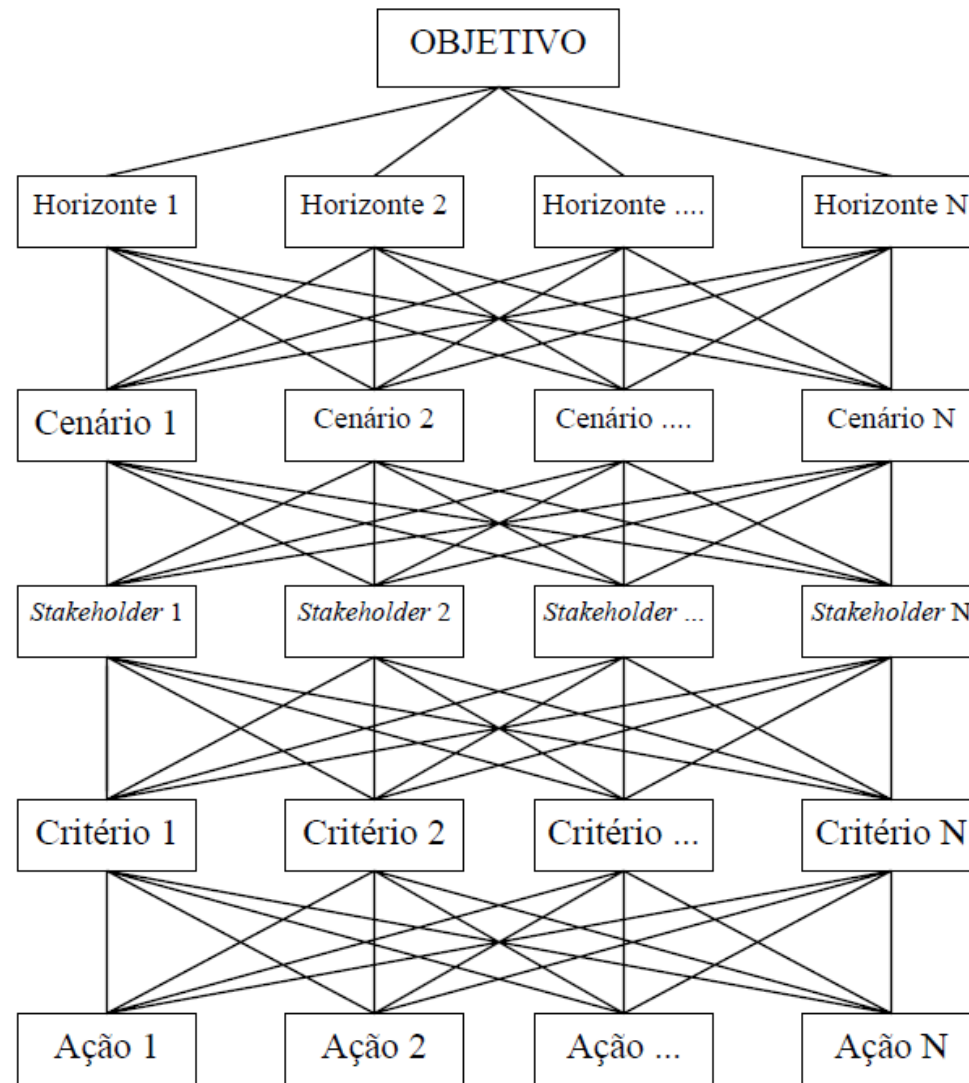 OBJETIVO
Horizonte 1 Horizonte 2 Horizonte .... Horizonte N
Cenário 1 Cenário 2 Cenário .... Cenário N
Stakeholder 1 Stakeholder 2 Stakeholder ... Stakeholder N
Critério 1 Critério 2 Critério ... Critério N
Ação 1 Ação 2 Ação ... Ação N